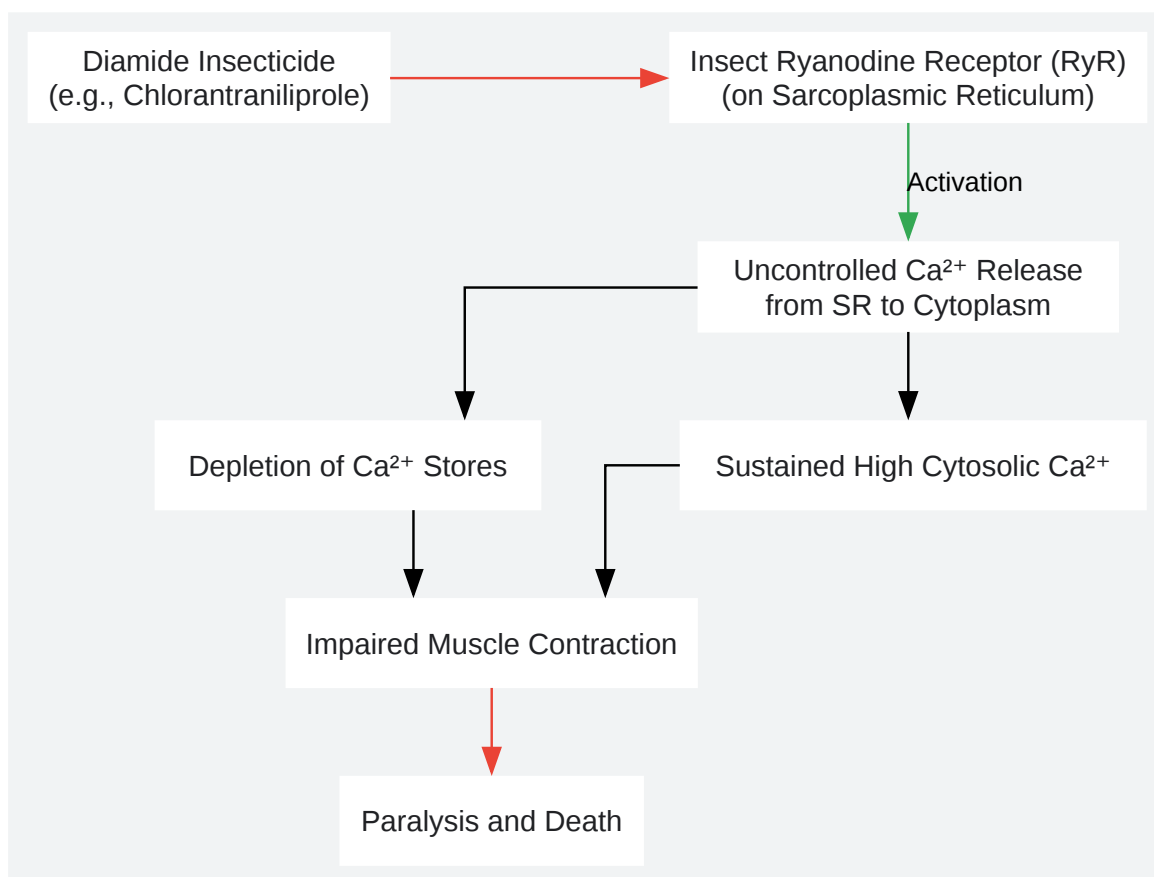 Diamide Insecticide
(e.g., Chlorantraniliprole)
Insect Ryanodine Receptor (RyR)
(on Sarcoplasmic Reticulum)
Activation
Uncontrolled Ca²⁺ Release
from SR to Cytoplasm
Depletion of Ca²⁺ Stores
Sustained High Cytosolic Ca²⁺
Impaired Muscle Contraction
Paralysis and Death